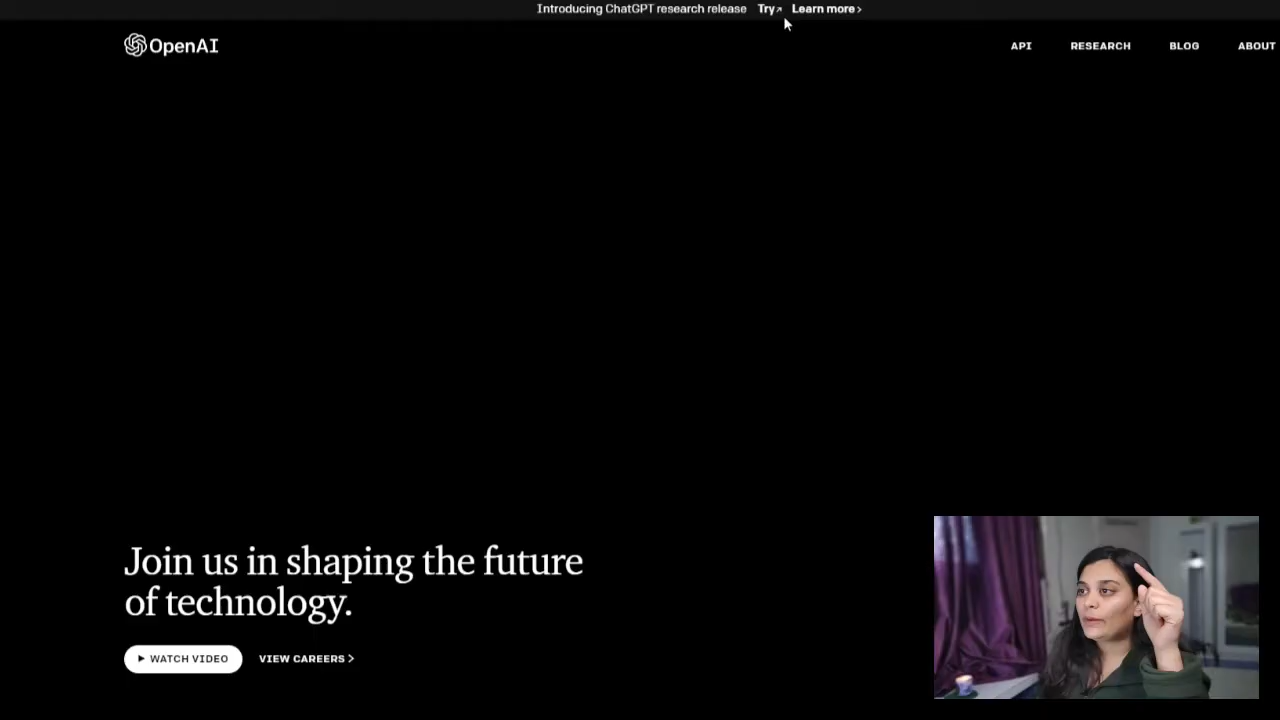 Introducing ChatGPT research release Try↗ Learn more ›
OpenAI
API RESEARCH BLOG ABOUT
Join us in shaping the future
of technology.
WATCH VIDEO VIEW CAREERS >